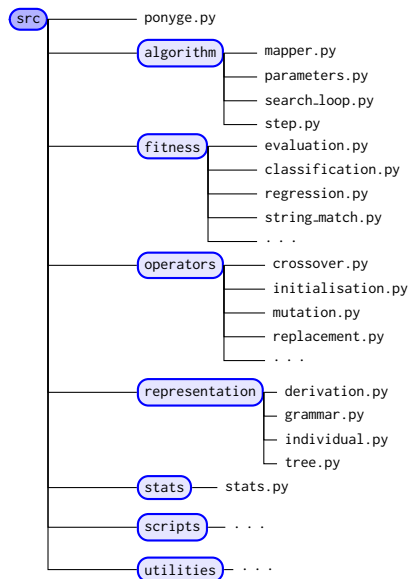 src
ponyge.py
algorithm
mapper.py
parameters.py
search_loop.py
step.py
fitness
evaluation.py
classification.py
regression.py
string_match.py
. . .
operators
crossover.py
initialisation.py
mutation.py
replacement.py
. . .
representation
derivation.py
grammar.py
individual.py
tree.py
stats
stats.py
scripts
. . .
utilities
. . .